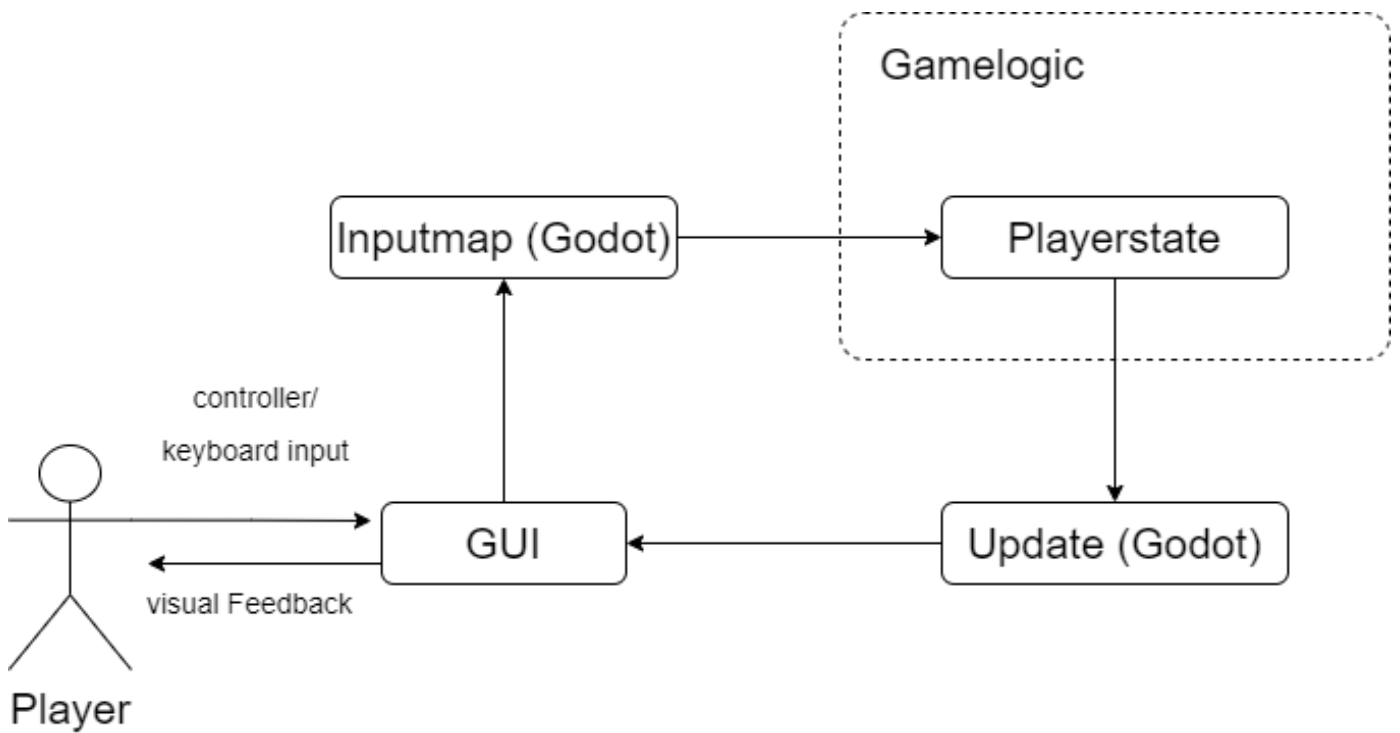 Gamelogic
Inputmap (Godot)
Playerstate
controller/
keyboard input
GUI
Update (Godot)
visual Feedback
Player